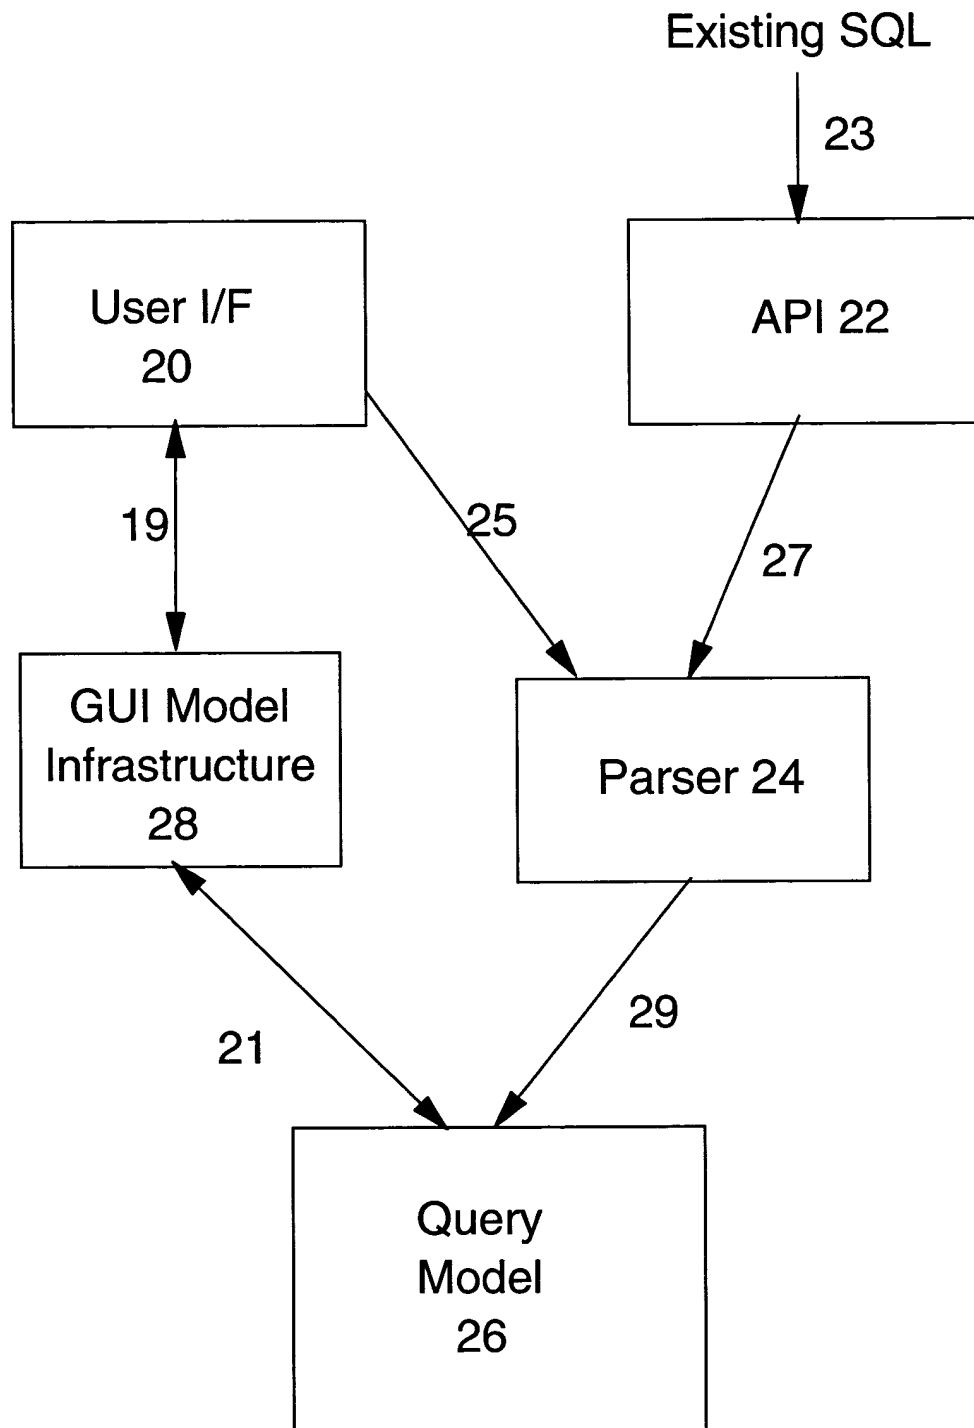 Existing SQL
23
User I/F
20
API 22
19
25
27
GUI Model
Infrastructure
28
Parser 24
21
29
Query
Model
26